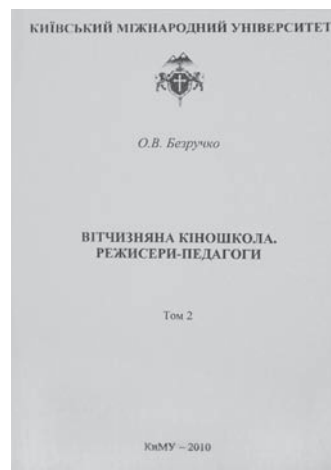 КИЇВСЬКИЙ МІЖНАРОДНИЙ УНІВЕРСИТЕТ
О.В. Безручко
ВІТЧИЗНЯНА КІНОШКОЛА.
РЕЖИСЕРИ-ПЕДАГОГИ
Том 2
КиМУ – 2010